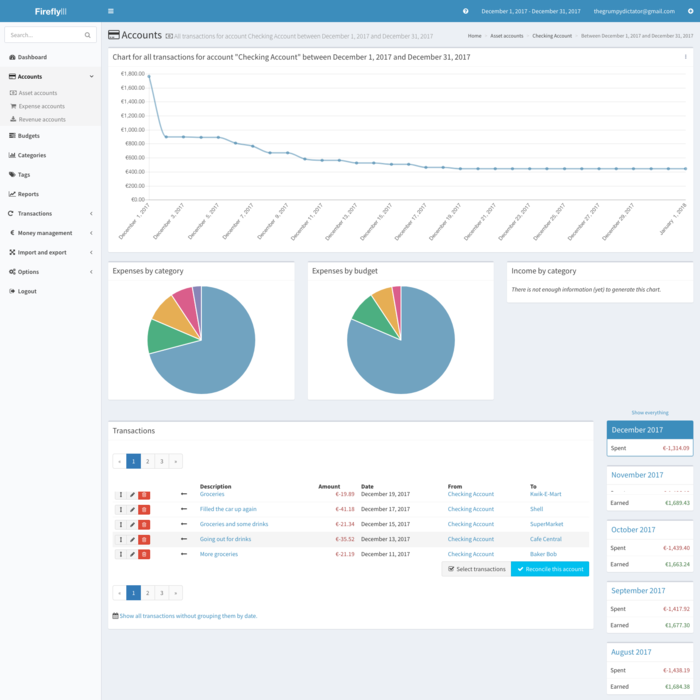 FireflyIII
December 1, 2017 - December 31, 2017
thegrumpydictator@gmail.com
Search...
Dashboard
Accounts
Asset accounts
Expense accounts
Revenue accounts
Budgets
Categories
Tags
Reports
Transactions
€ Money management
Import and export
Options
Logout
Accounts All transactions for account Checking Account between December 1, 2017 and December 31, 2017
Home > Asset accounts > Checking Account > Between December 1, 2017 and December 31, 2017
Chart for all transactions for account "Checking Account" between December 1, 2017 and December 31, 2017
€1,800.00
€1,600.00
€1,400.00
€1,200.00
€1,000.00
€800.00
€600.00
€400.00
€200.00
€0.00
December 1, 2017
December 3, 2017
December 5, 2017
December 7, 2017
December 9, 2017
December 11, 2017
December 13, 2017
December 15, 2017
December 17, 2017
December 19, 2017
December 21, 2017
December 23, 2017
December 25, 2017
December 27, 2017
December 29, 2017
January 1, 2018
Expenses by category
Expenses by budget
Income by category
There is not enough information (yet) to generate this chart.
Transactions
« 1 2 3 »
Description Amount Date From To
Groceries €-19.89 December 19, 2017 Checking Account Kwik-E-Mart
Filled the car up again €-41.18 December 17, 2017 Checking Account Shell
Groceries and some drinks €-21.34 December 15, 2017 Checking Account SuperMarket
Going out for drinks €-35.52 December 13, 2017 Checking Account Cafe Central
More groceries €-21.19 December 11, 2017 Checking Account Baker Bob
Select transactions
Reconcile this account
« 1 2 3 »
Show all transactions without grouping them by date.
Show everything
December 2017
Spent €-1,314.09
November 2017
Earned €1,689.43
October 2017
Spent €-1,439.40
Earned €1,663.24
September 2017
Spent €-1,417.92
Earned €1,677.30
August 2017
Spent €-1,438.19
Earned €1,684.38